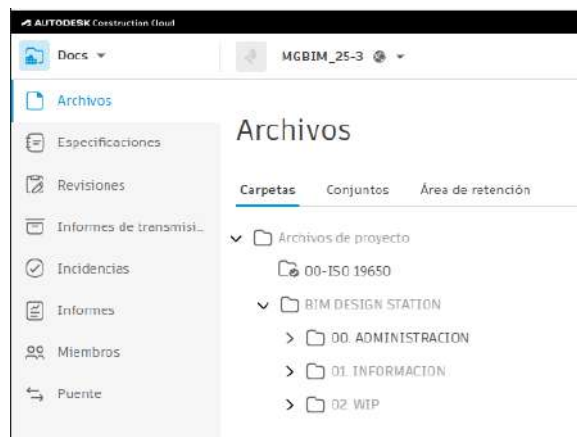 AUTODESK Construction Cloud
Docs
MGBIM_25-3
Archivos
Especificaciones
Revisiones
Informes de transmisi...
Incidencias
Informes
Miembros
Puente
Archivos
Carpetas Conjuntos Área de retención
Archivos de proyecto
00-ISO 19650
BIM DESIGN STATION
00. ADMINISTRACION
01. INFORMACION
02. WIP